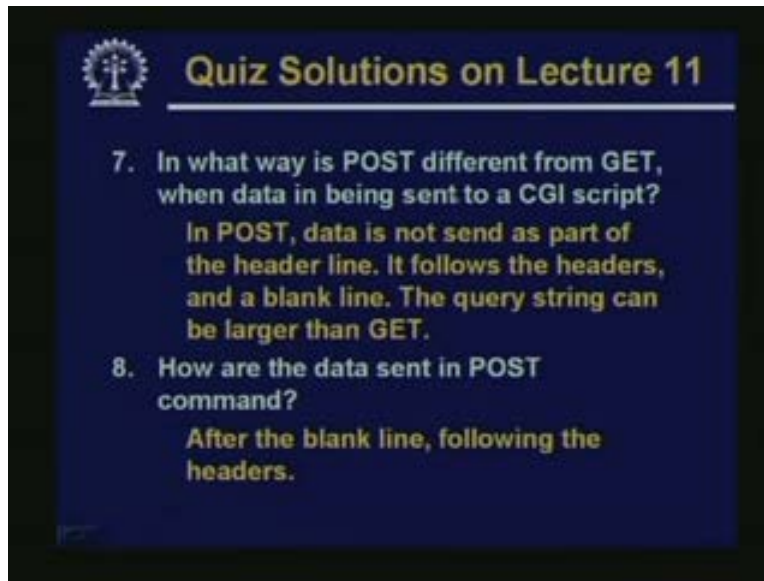 Quiz Solutions on Lecture 11
7. In what way is POST different from GET,
when data in being sent to a CGI script?
In POST, data is not send as part of
the header line. It follows the headers,
and a blank line. The query string can
be larger than GET.
8. How are the data sent in POST
command?
After the blank line, following the
headers.